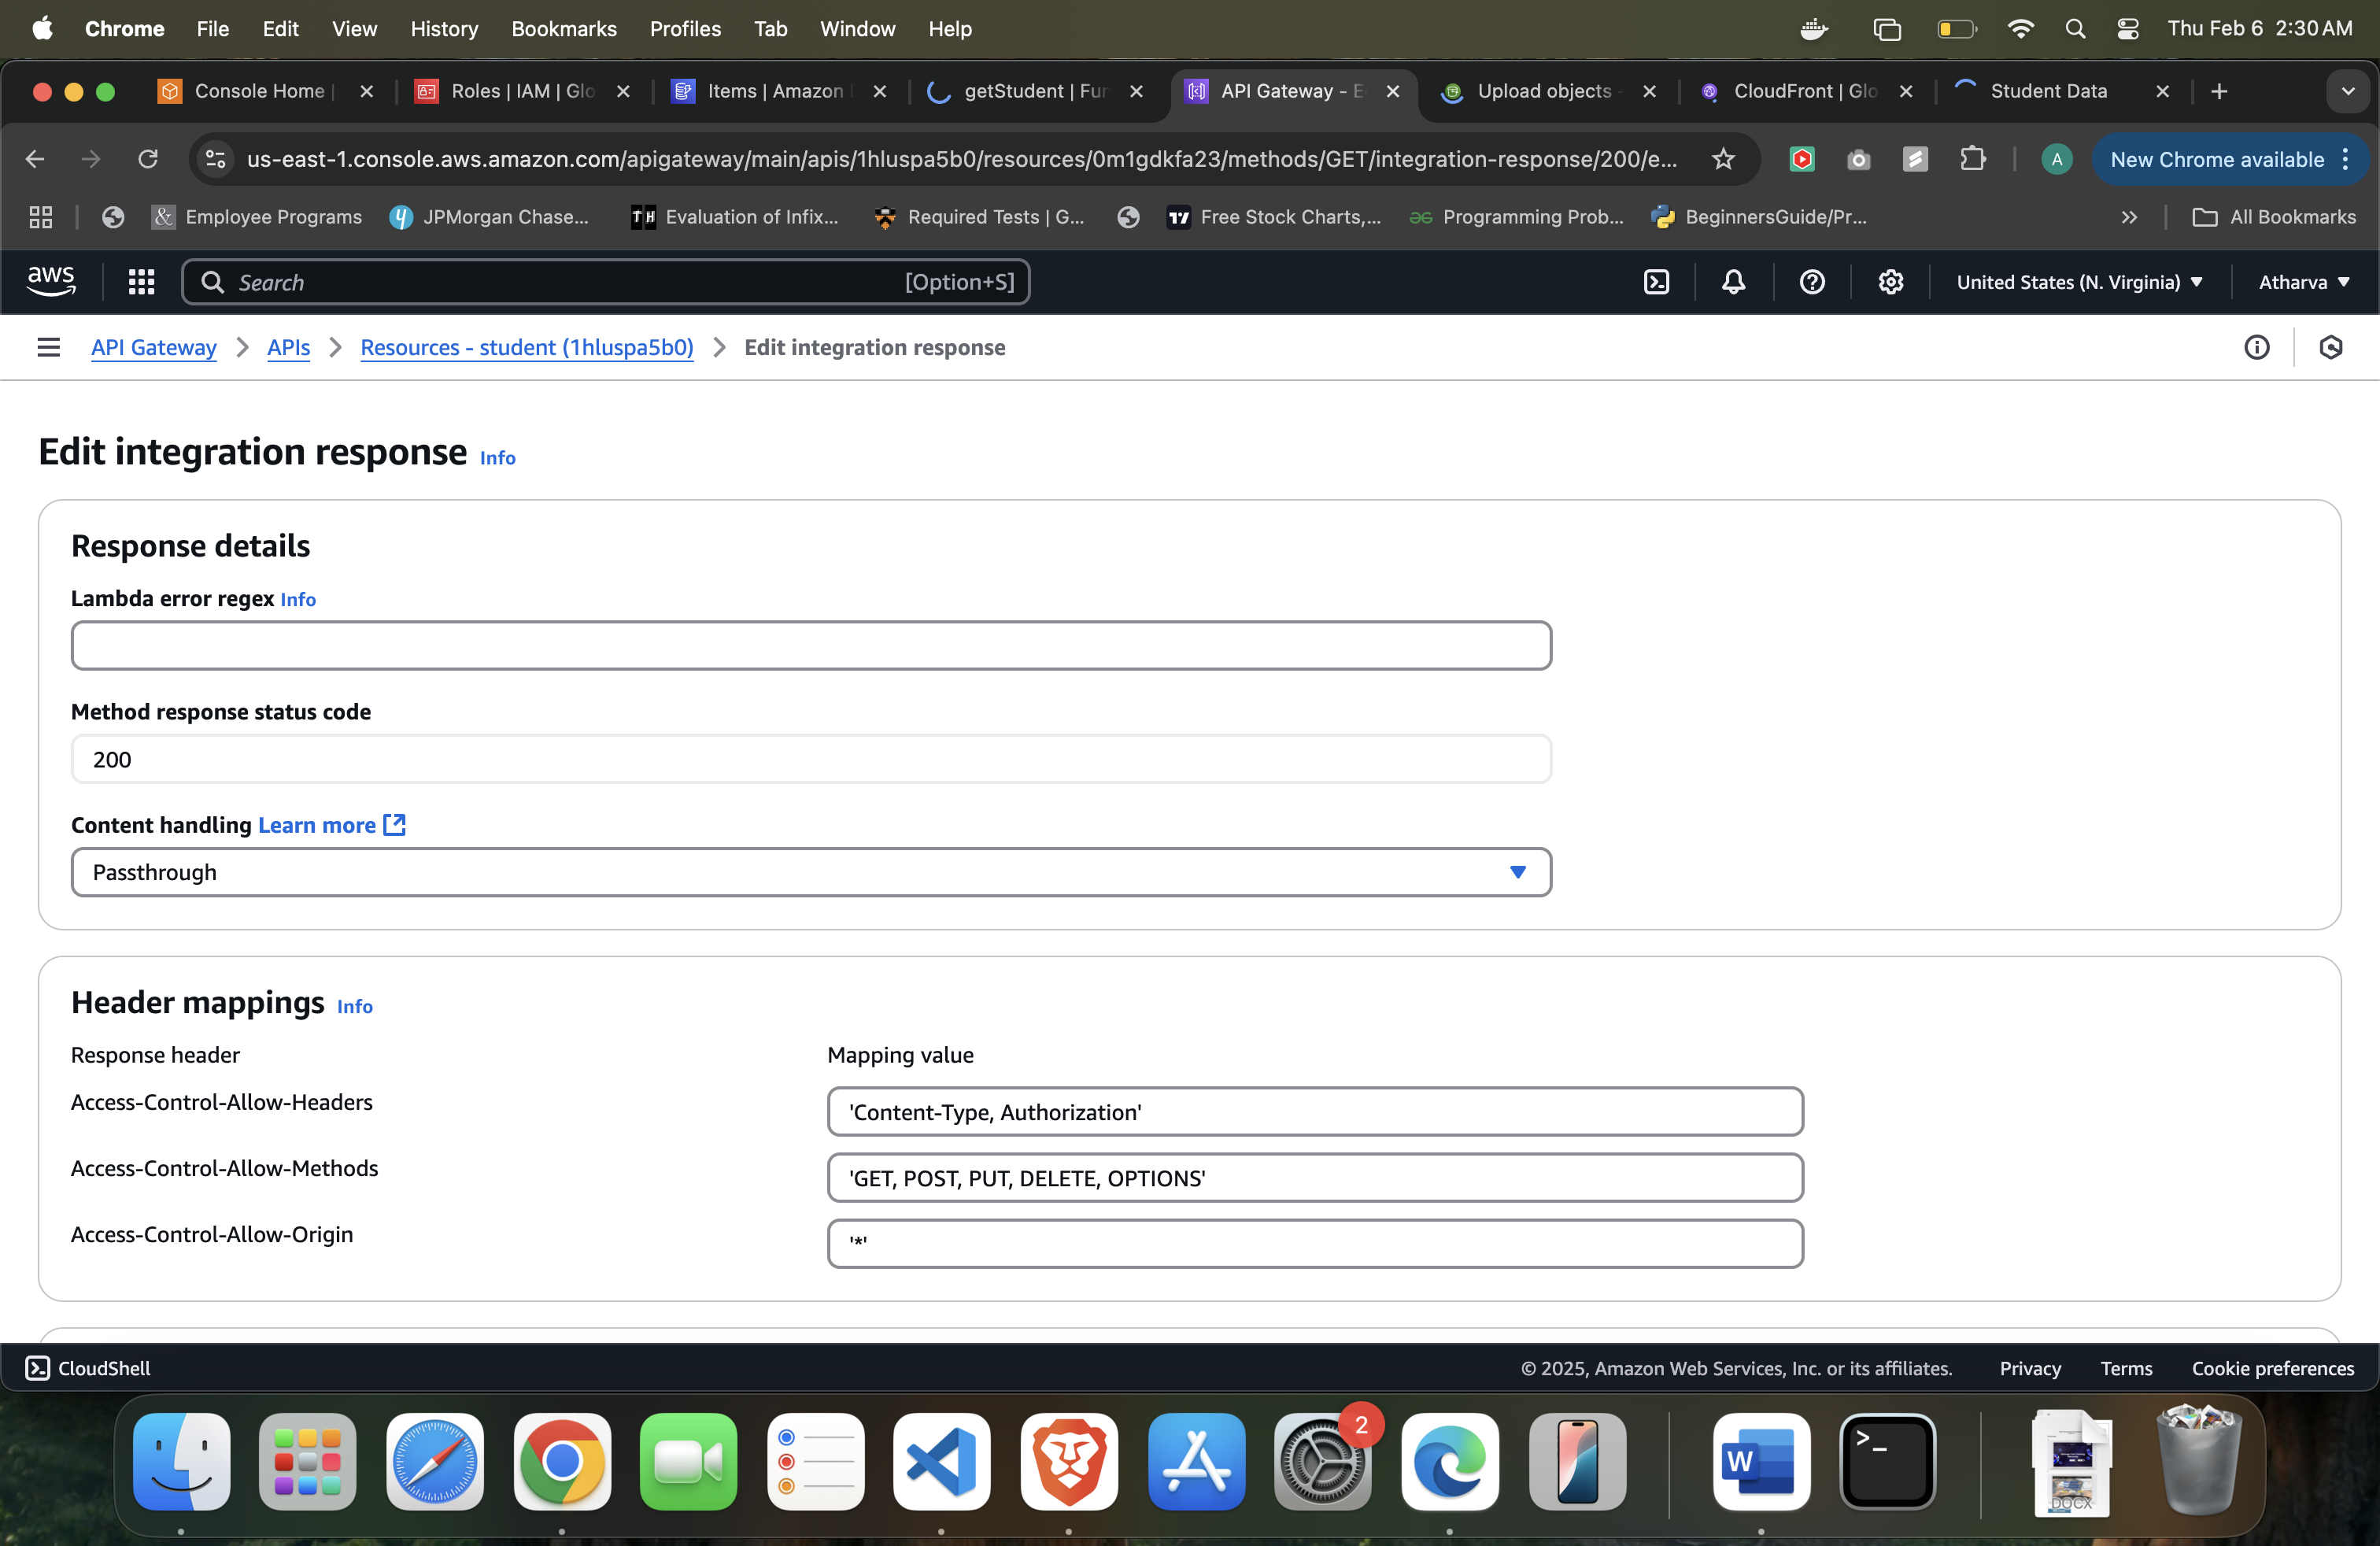 Chrome File Edit View History Bookmarks Profiles Tab Window Help Thu Feb 6 2:30 AM
Console Home | Roles | IAM | Glo Items | Amazon getStudent | Fur API Gateway - E Upload objects - CloudFront | Glo Student Data
us-east-1.console.aws.amazon.com/apigateway/main/apis/1hluspa5b0/resources/0m1gdkfa23/methods/GET/integration-response/200/e... A New Chrome available
Employee Programs JPMorgan Chase... TH Evaluation of Infix... Required Tests | G... Free Stock Charts,... Programming Prob... BeginnersGuide/Pr... » All Bookmarks
aws Search [Option+S] United States (N. Virginia) Atharva
API Gateway APIs Resources - student (1hluspa5b0) Edit integration response
Edit integration response Info
Response details
Lambda error regex Info
Method response status code
200
Content handling Learn more
Passthrough
Header mappings Info
Response header Mapping value
Access-Control-Allow-Headers 'Content-Type, Authorization'
Access-Control-Allow-Methods 'GET, POST, PUT, DELETE, OPTIONS'
Access-Control-Allow-Origin '*'
CloudShell © 2025, Amazon Web Services, Inc. or its affiliates. Privacy Terms Cookie preferences
2
W
DOCX